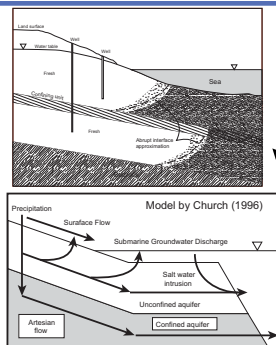 Land surface
Well
Water table
Well
Fresh
Sea
Confining unit
Fresh
Abrupt interface
approximation
Model by Church (1996)
Precipitation
Suraface Flow
Submarine Groundwater Discharge
Salt water
intrusion
Unconfined aquifer
Artesian
flow
Confined aquifer